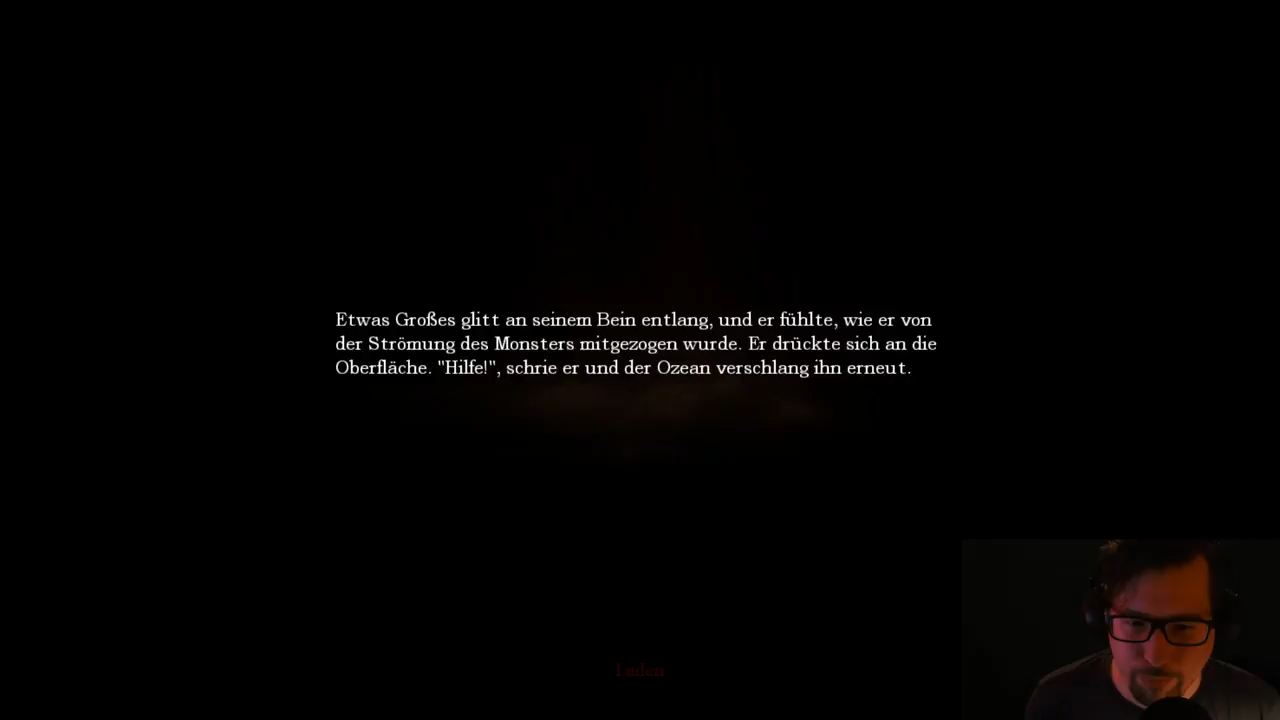 Etwas Großes glitt an seinem Bein entlang, und er fühlte, wie er von
der Strömung des Monsters mitgezogen wurde. Er drückte sich an die
Oberfläche. "Hilfe!", schrie er und der Ozean verschlang ihn erneut.
Laden